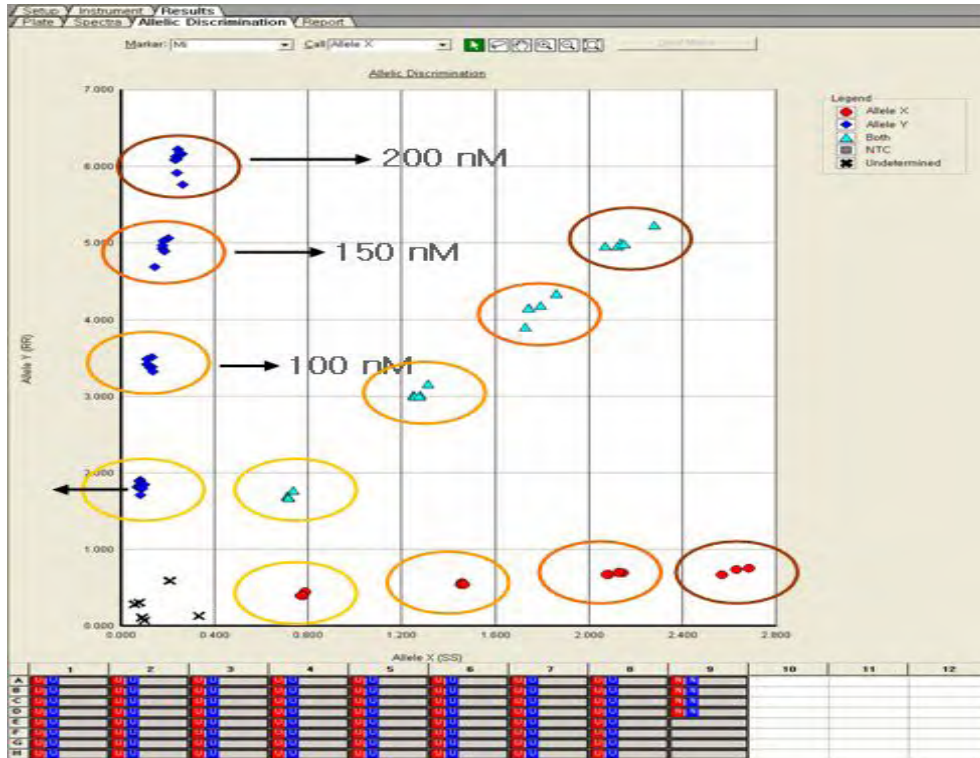 Setup Instrument Results
Plate Spectra Allelic Discrimination Report
Marker: Mi Call Allele X
Allelic Discrimination
Legend
Allele X
Allele Y
Both
NTC
Undetermined
7.000
6.000
5.000
4.000
3.000
2.000
1.000
0.000
Allele Y (RR)
200 nM
150 nM
100 nM
0.000 0.400 0.800 1.200 1.600 2.000 2.400 2.800
Allele X (SS)
1 2 3 4 5 6 7 8 9 10 11 12
A U U U U U U U U U U U U U U U U N N
B U U U U U U U U U U U U U U U U N N
C U U U U U U U U U U U U U U U U N N
D U U U U U U U U U U U U U U U U N N
E U U U U U U U U U U U U U U U U
F U U U U U U U U U U U U U U U U
G U U U U U U U U U U U U U U U U
H U U U U U U U U U U U U U U U U